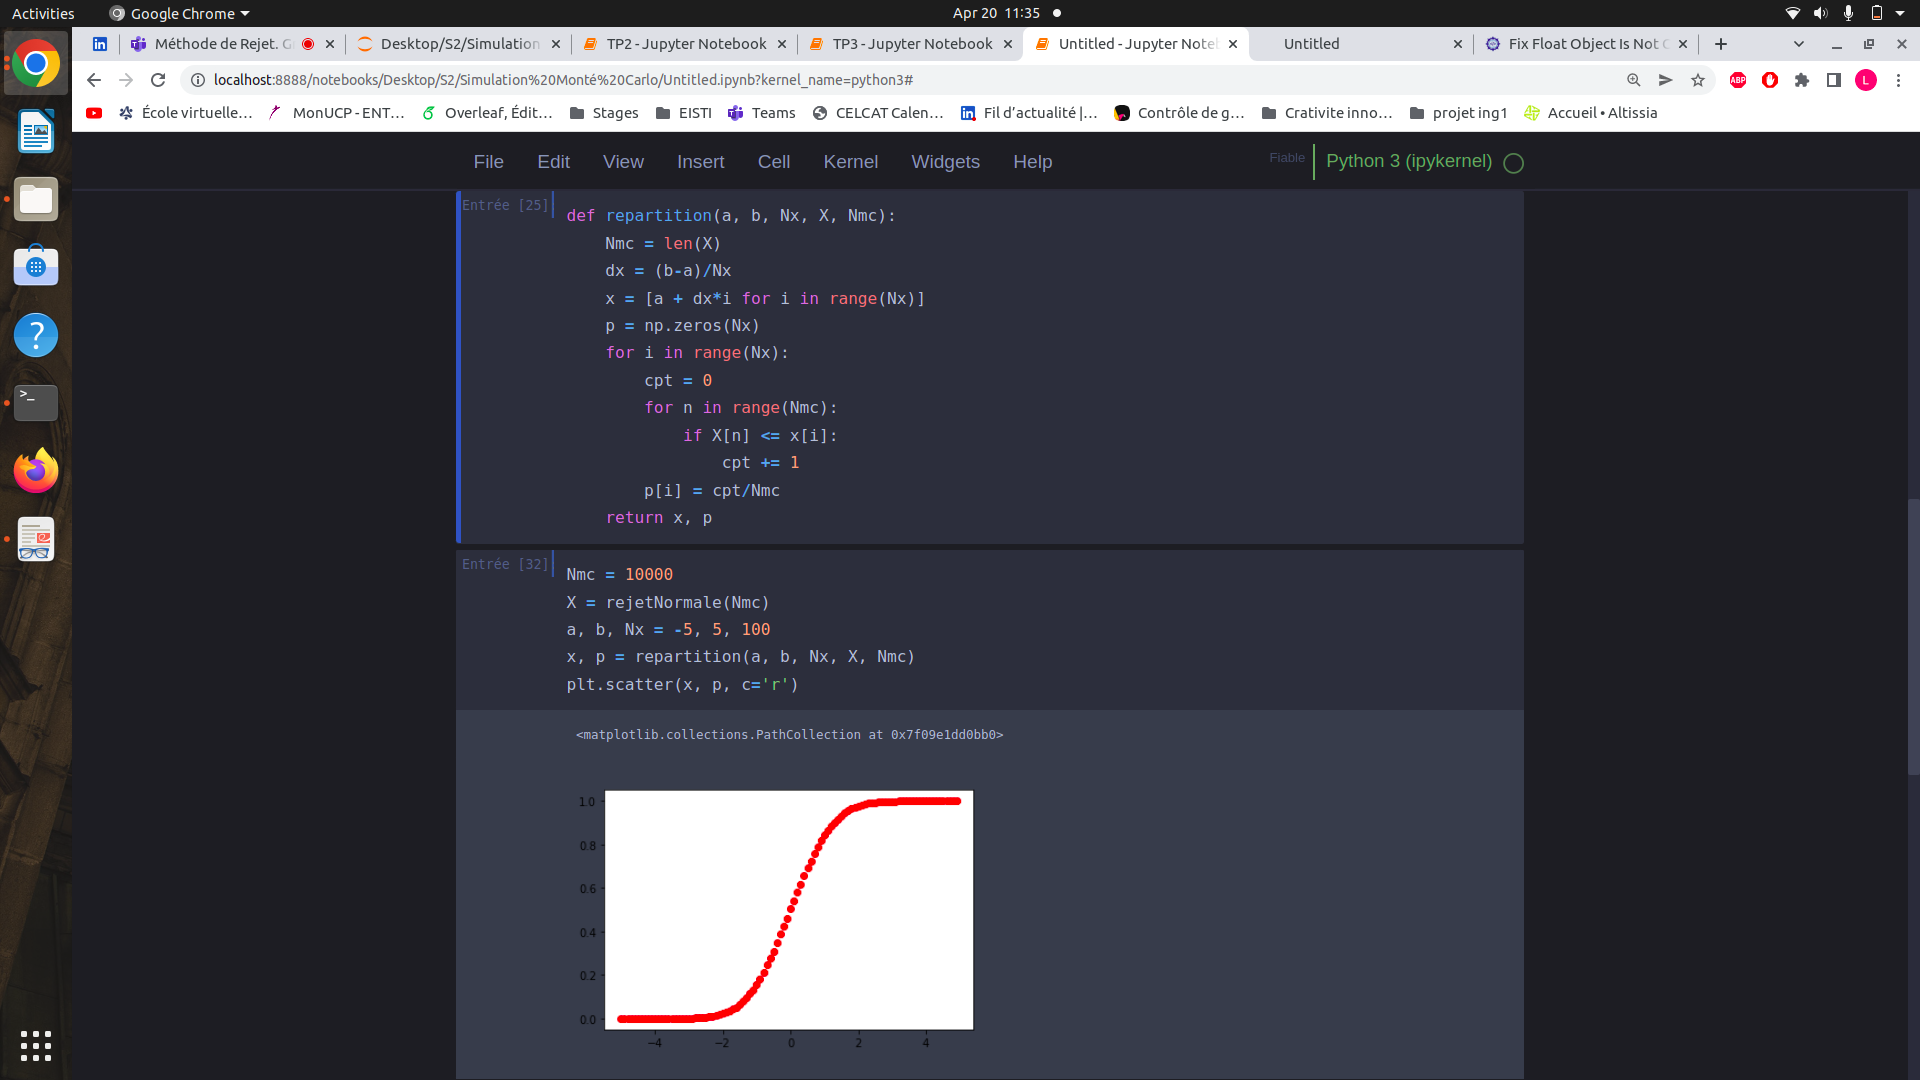 Activities
Google Chrome
Apr 20 11:35
Méthode de Rejet. G
Desktop/S2/Simulation
TP2 - Jupyter Notebook
TP3 - Jupyter Notebook
Untitled - Jupyter Note
Untitled
Fix Float Object Is Not
localhost:8888/notebooks/Desktop/S2/Simulation%20Monté%20Carlo/Untitled.ipynb?kernel_name=python3#
ABP
L
École virtuelle…
MonUCP - ENT…
Overleaf, Édit…
Stages
EISTI
Teams
CELCAT Calen…
Fil d’actualité |…
Contrôle de g…
Crativite inno…
projet ing1
Accueil • Altissia
File Edit View Insert Cell Kernel Widgets Help
Fiable
Python 3 (ipykernel)
Entrée [25]
def repartition(a, b, Nx, X, Nmc):
    Nmc = len(X)
    dx = (b-a)/Nx
    x = [a + dx*i for i in range(Nx)]
    p = np.zeros(Nx)
    for i in range(Nx):
        cpt = 0
        for n in range(Nmc):
            if X[n] <= x[i]:
                cpt += 1
        p[i] = cpt/Nmc
    return x, p
Entrée [32]
Nmc = 10000
X = rejetNormale(Nmc)
a, b, Nx = -5, 5, 100
x, p = repartition(a, b, Nx, X, Nmc)
plt.scatter(x, p, c='r')
<matplotlib.collections.PathCollection at 0x7f09e1dd0bb0>
1.0
0.8
0.6
0.4
0.2
0.0
−4 −2 0 2 4